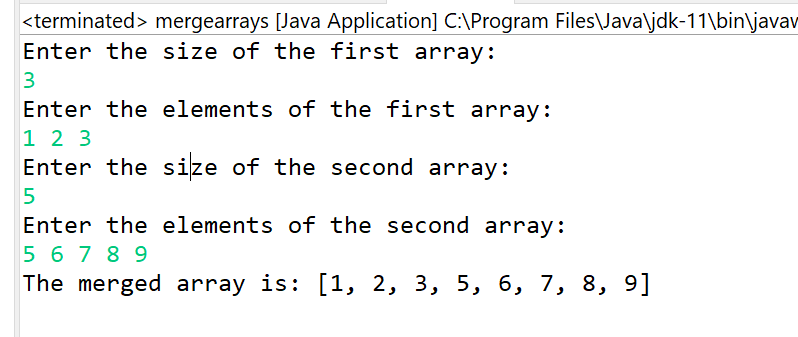 <terminated> mergearrays [Java Application] C:\Program Files\Java\jdk-11\bin\javaw
Enter the size of the first array:
3
Enter the elements of the first array:
1 2 3
Enter the size of the second array:
5
Enter the elements of the second array:
5 6 7 8 9
The merged array is: [1, 2, 3, 5, 6, 7, 8, 9]